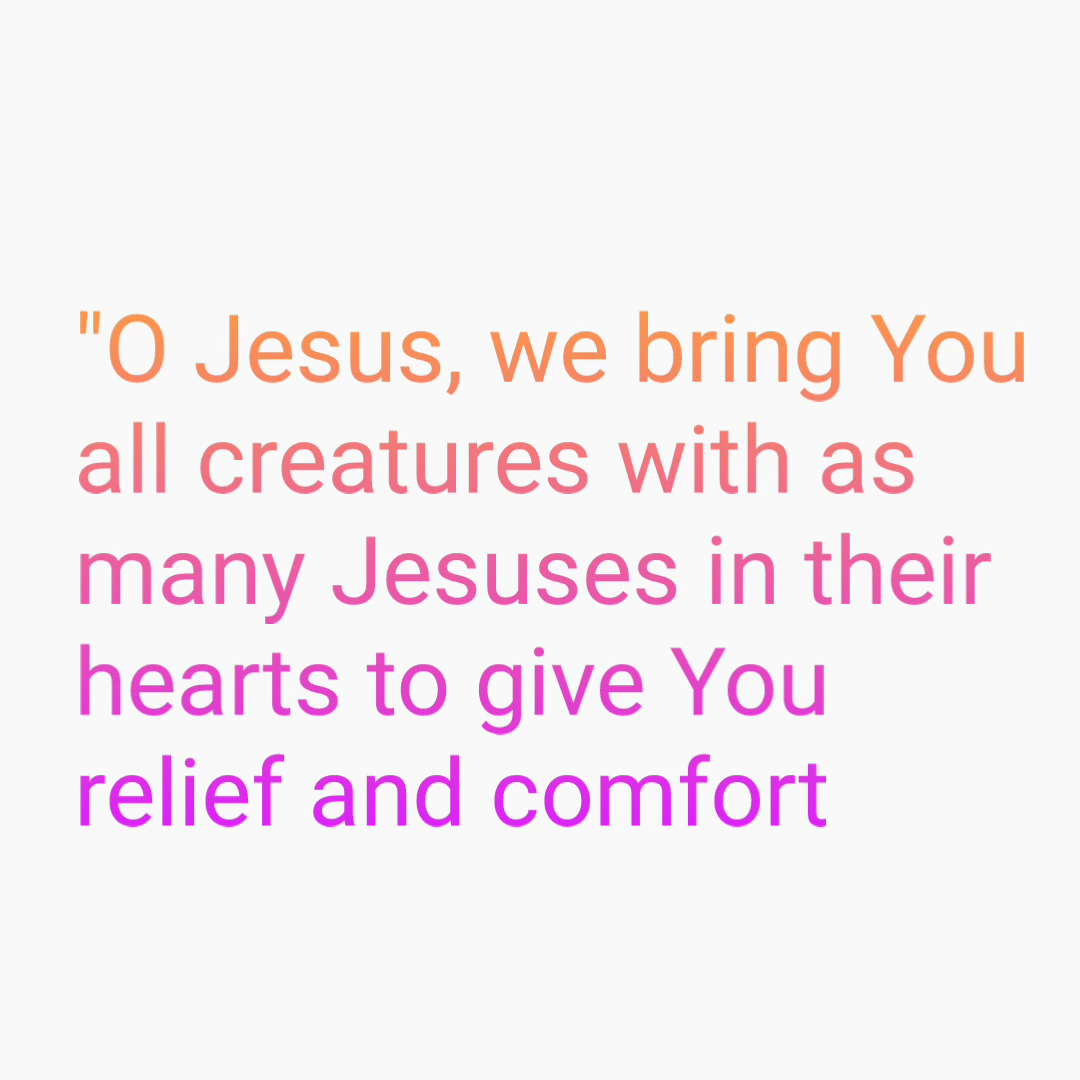 "O Jesus, we bring You
all creatures with as
many Jesuses in their
hearts to give You
relief and comfort